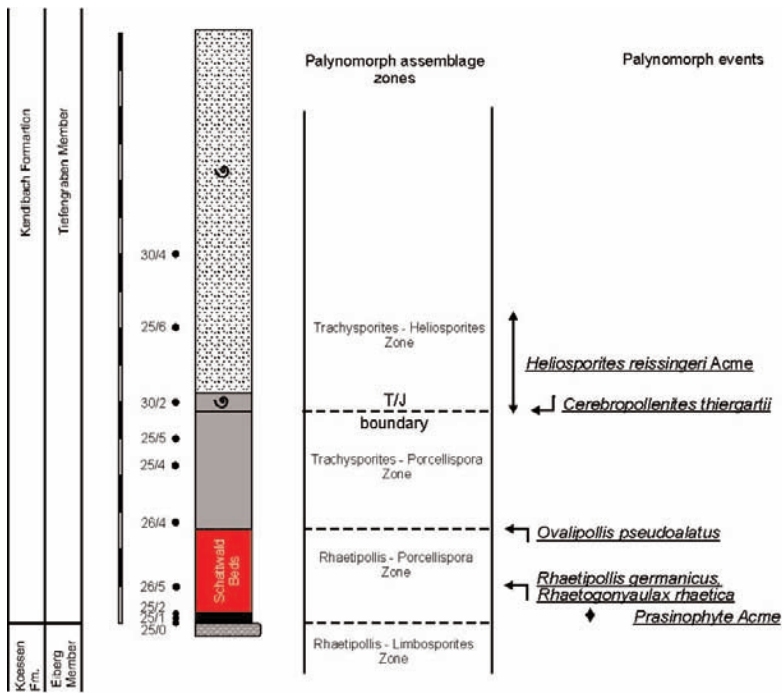 Palynomorph assemblage
zones
Palynomorph events
Kendlbach Formartion
Tiefengraben Member
30/4
25/6
Trachysporites - Heliosporites
Zone
Heliosporites reissingeri Acme
30/2
T/J
boundary
Cerebropollenites thiergartii
25/5
25/4
Trachysporites - Porcellispora
Zone
26/4
Ovalipollis pseudoalatus
Schattwald
Beds
Rhaetipollis - Porcellispora
Zone
26/5
Rhaetipollis germanicus,
Rhaetogonyaulax rhaetica
25/2
25/1
25/0
Prasinophyte Acme
Koessen
Fm.
Eiberg
Member
Rhaetipollis - Limbosporites
Zone